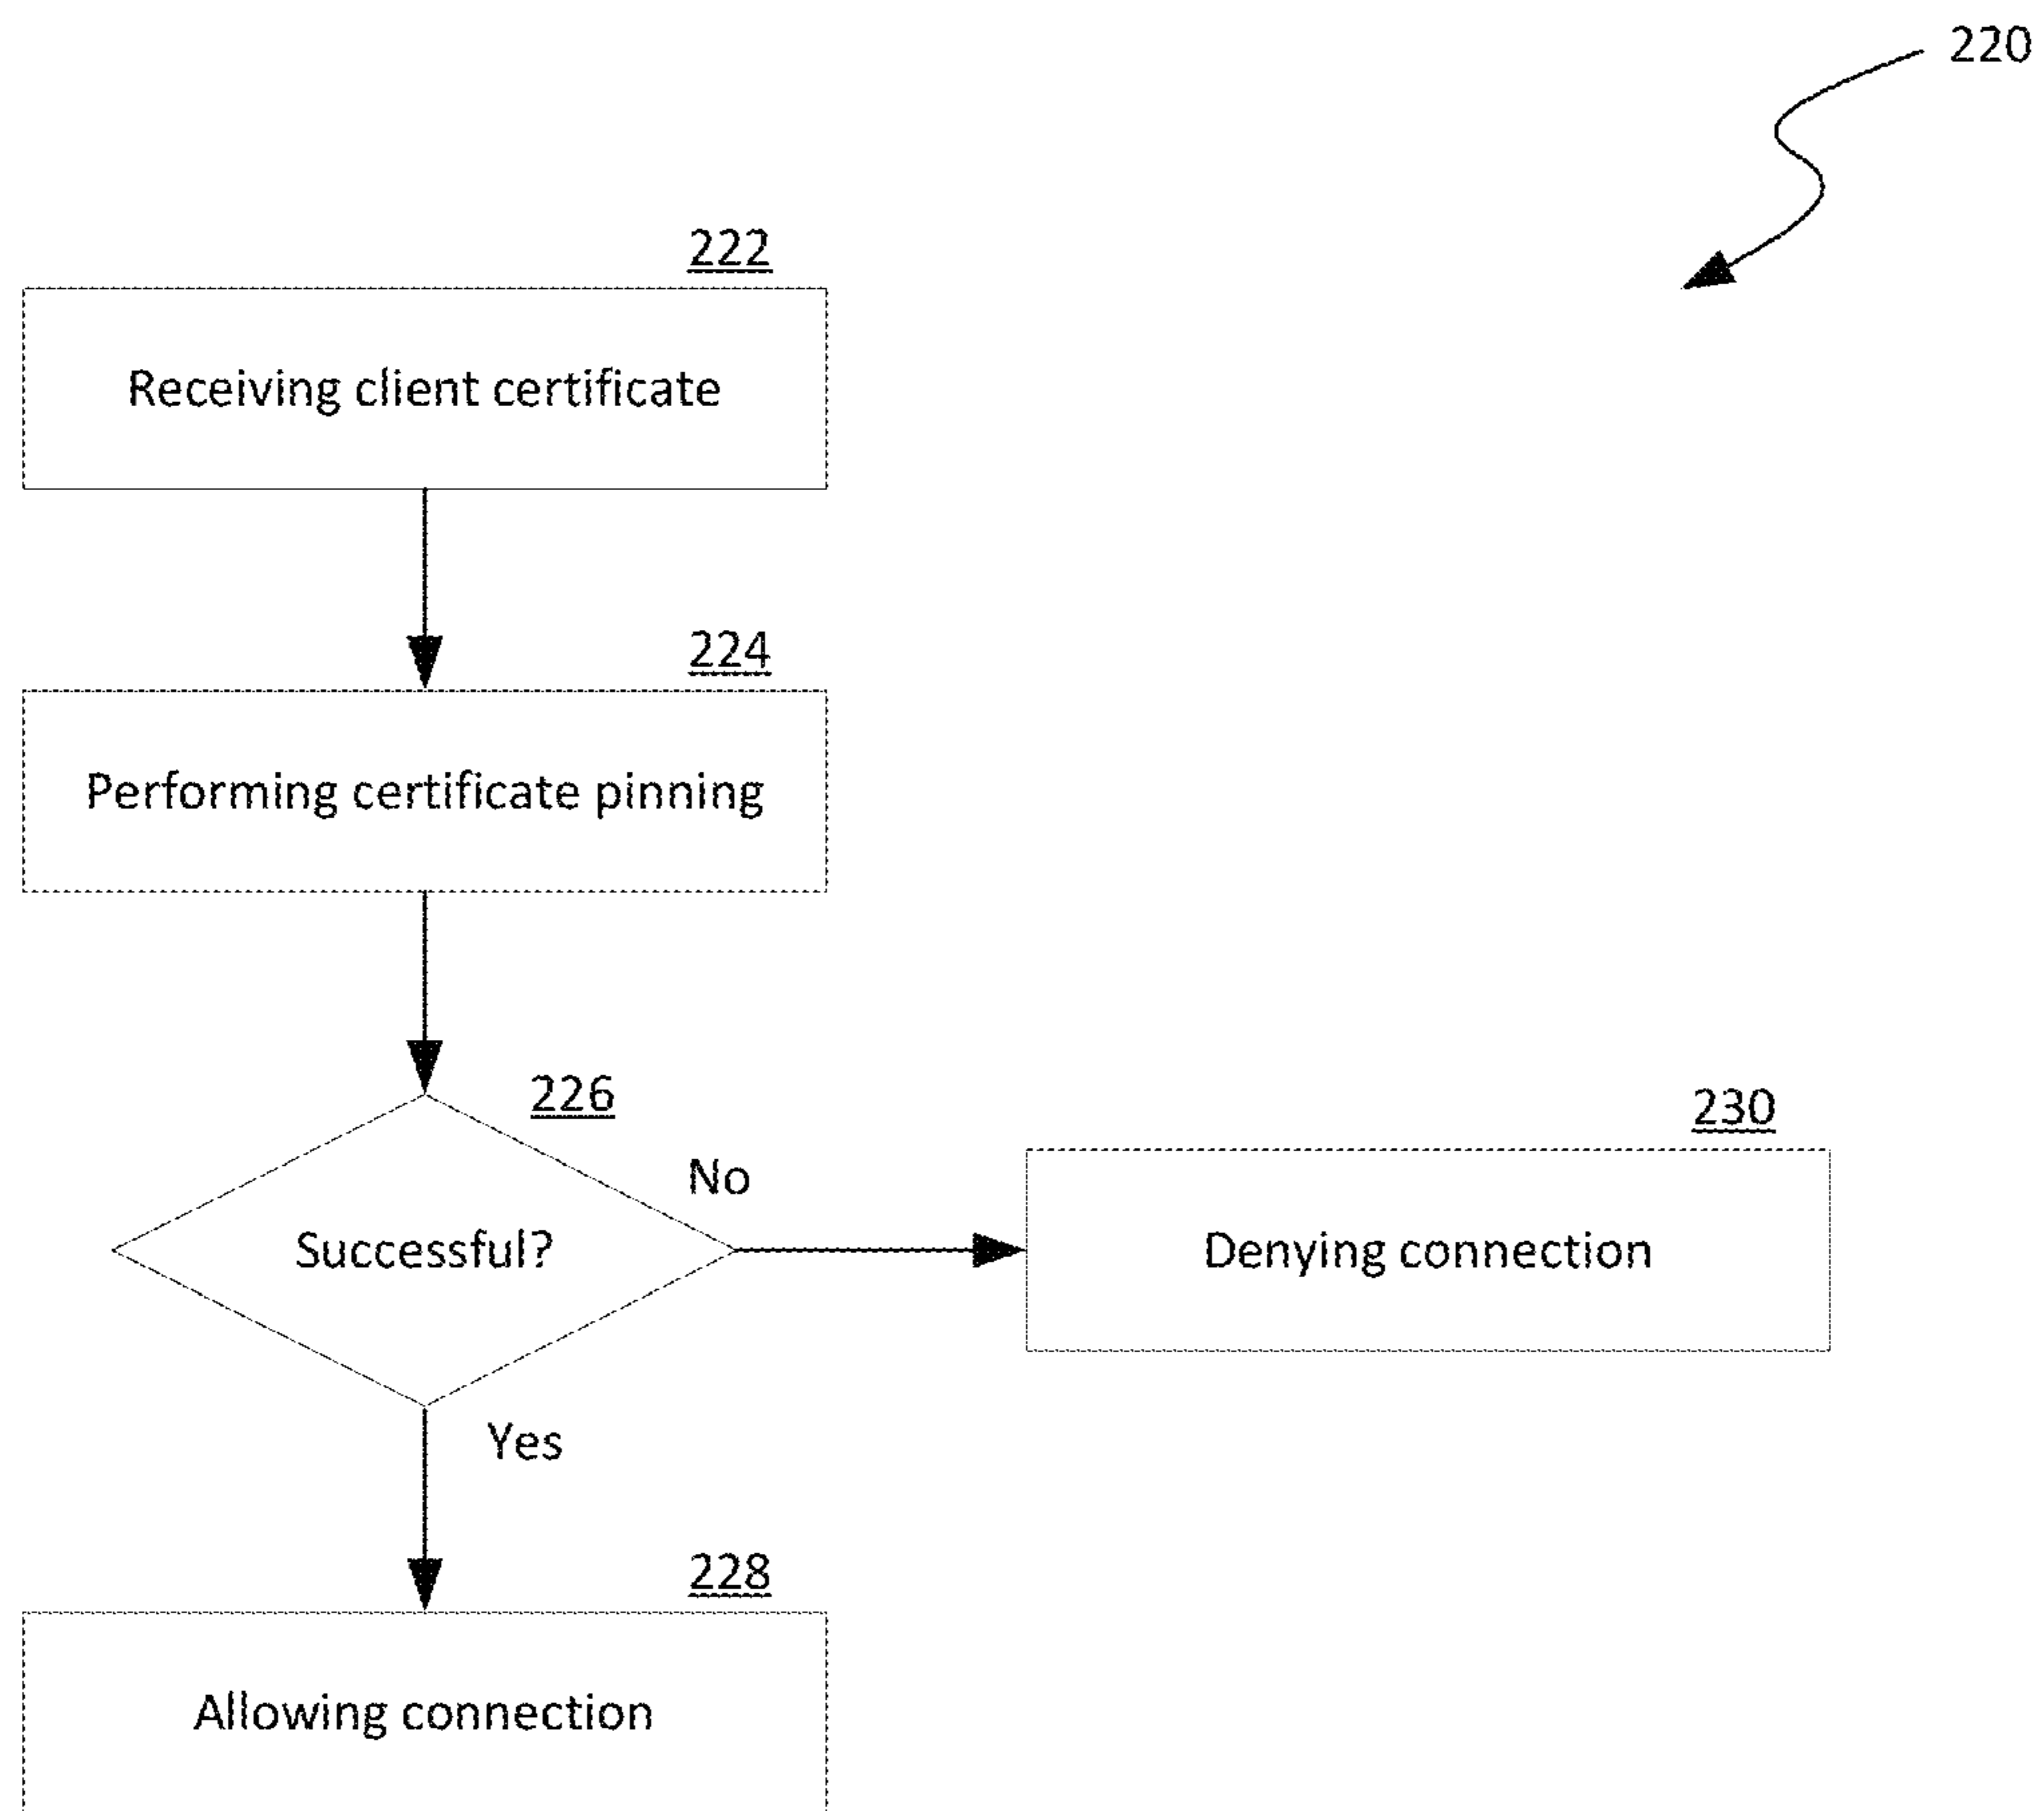 220
222
Receiving client certificate
224
Performing certificate pinning
226
No
230
Successful?
Denying connection
Yes
228
Allowing connection